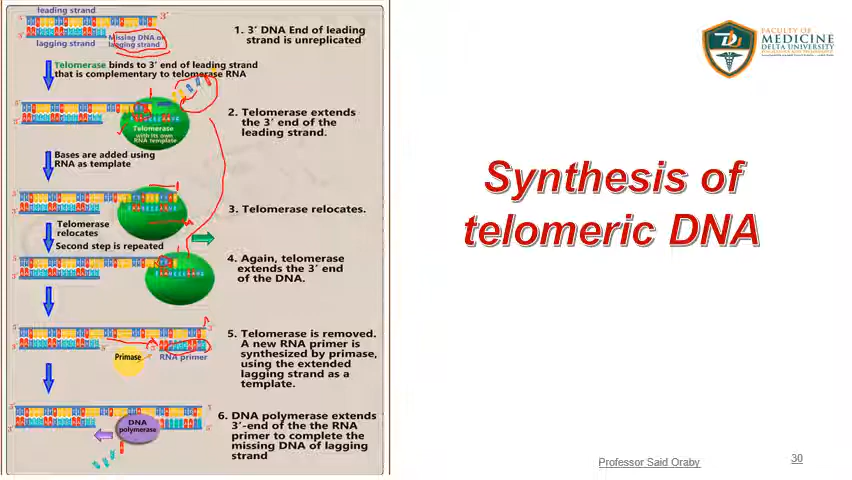 leading strand
3'
lagging strand
Missing DNA on
lagging strand
1. 3' DNA End of leading
strand is unreplicated
Telomerase binds to 3' end of leading strand
that is complementary to telomerase RNA
Telomerase
with its own
RNA template
2. Telomerase extends
the 3' end of the
leading strand.
Bases are added using
RNA as template
3. Telomerase relocates.
Telomerase
relocates
Second step is repeated
4. Again, telomerase
extends the 3' end
of the DNA.
Primase
RNA primer
5. Telomerase is removed.
A new RNA primer is
synthesized by primase,
using the extended
lagging strand as a
template.
DNA
polymerase
6. DNA polymerase extends
3'-end of the the RNA
primer to complete the
missing DNA of lagging
strand
FACULTY OF
MEDICINE
DELTA UNIVERSITY
Synthesis of
telomeric DNA
Professor Said Oraby
30